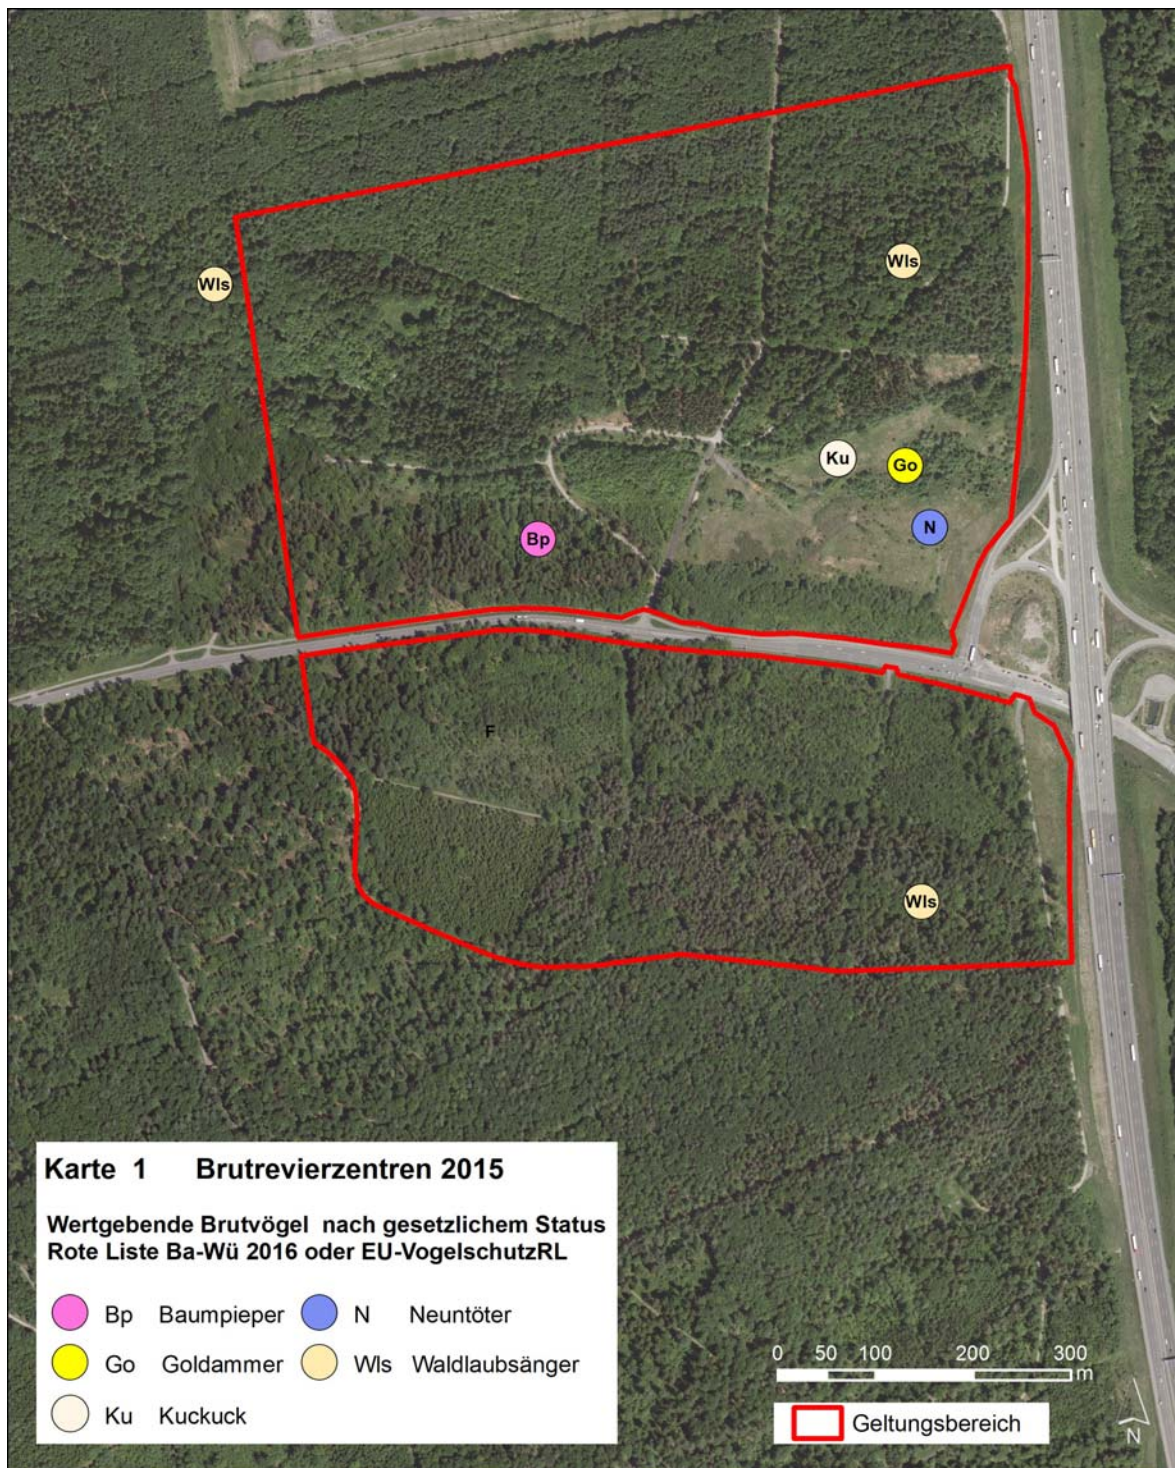 Wls
Wls
Ku
Go
N
Bp
F
Wls
Karte 1 Brutrevierzentren 2015
Wertgebende Brutvögel nach gesetzlichem Status
Rote Liste Ba-Wü 2016 oder EU-VogelschutzRL
Bp Baumpieper
N Neuntöter
Go Goldammer
Wls Waldlaubsänger
Ku Kuckuck
0 50 100 200 300
m
Geltungsbereich
N